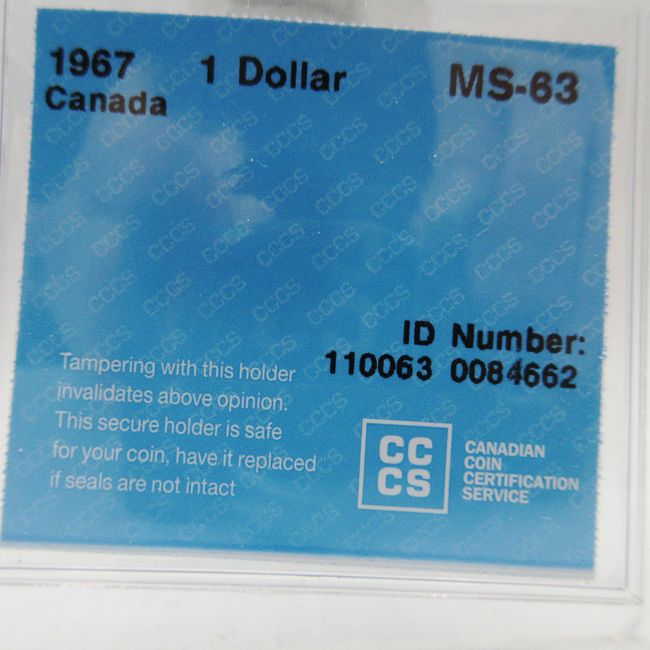 1967 1 Dollar MS-63
Canada
ID Number:
110063 0084662
Tampering with this holder
invalidates above opinion.
This secure holder is safe
for your coin, have it replaced
if seals are not intact
CC
CS
CANADIAN
COIN
CERTIFICATION
SERVICE